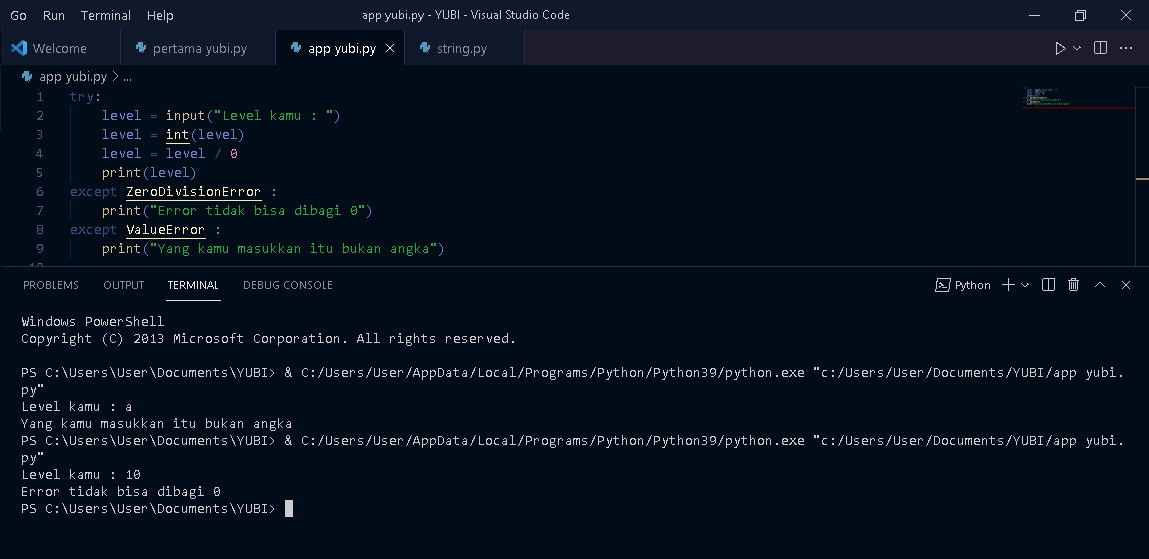 Go Run Terminal Help app yubi.py - YUBI - Visual Studio Code
Welcome pertama yubi.py app yubi.py string.py
app yubi.py > ...
1 try:
2     level = input("Level kamu : ")
3     level = int(level)
4     level = level / 0
5     print(level)
6 except ZeroDivisionError :
7     print("Error tidak bisa dibagi 0")
8 except ValueError :
9     print("Yang kamu masukkan itu bukan angka")
10
PROBLEMS OUTPUT TERMINAL DEBUG CONSOLE Python
Windows PowerShell
Copyright (C) 2013 Microsoft Corporation. All rights reserved.
PS C:\Users\User\Documents\YUBI> & C:/Users/User/AppData/Local/Programs/Python/Python39/python.exe "c:/Users/User/Documents/YUBI/app yubi.
py"
Level kamu : a
Yang kamu masukkan itu bukan angka
PS C:\Users\User\Documents\YUBI> & C:/Users/User/AppData/Local/Programs/Python/Python39/python.exe "c:/Users/User/Documents/YUBI/app yubi.
py"
Level kamu : 10
Error tidak bisa dibagi 0
PS C:\Users\User\Documents\YUBI>